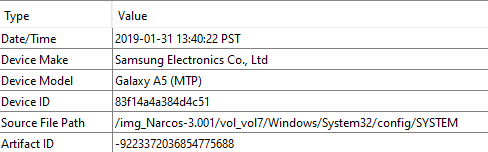 Type Value
Date/Time 2019-01-31 13:40:22 PST
Device Make Samsung Electronics Co., Ltd
Device Model Galaxy A5 (MTP)
Device ID 83f14a4a384d4c51
Source File Path /img_Narcos-3.001/vol_vol7/Windows/System32/config/SYSTEM
Artifact ID -9223372036854775688